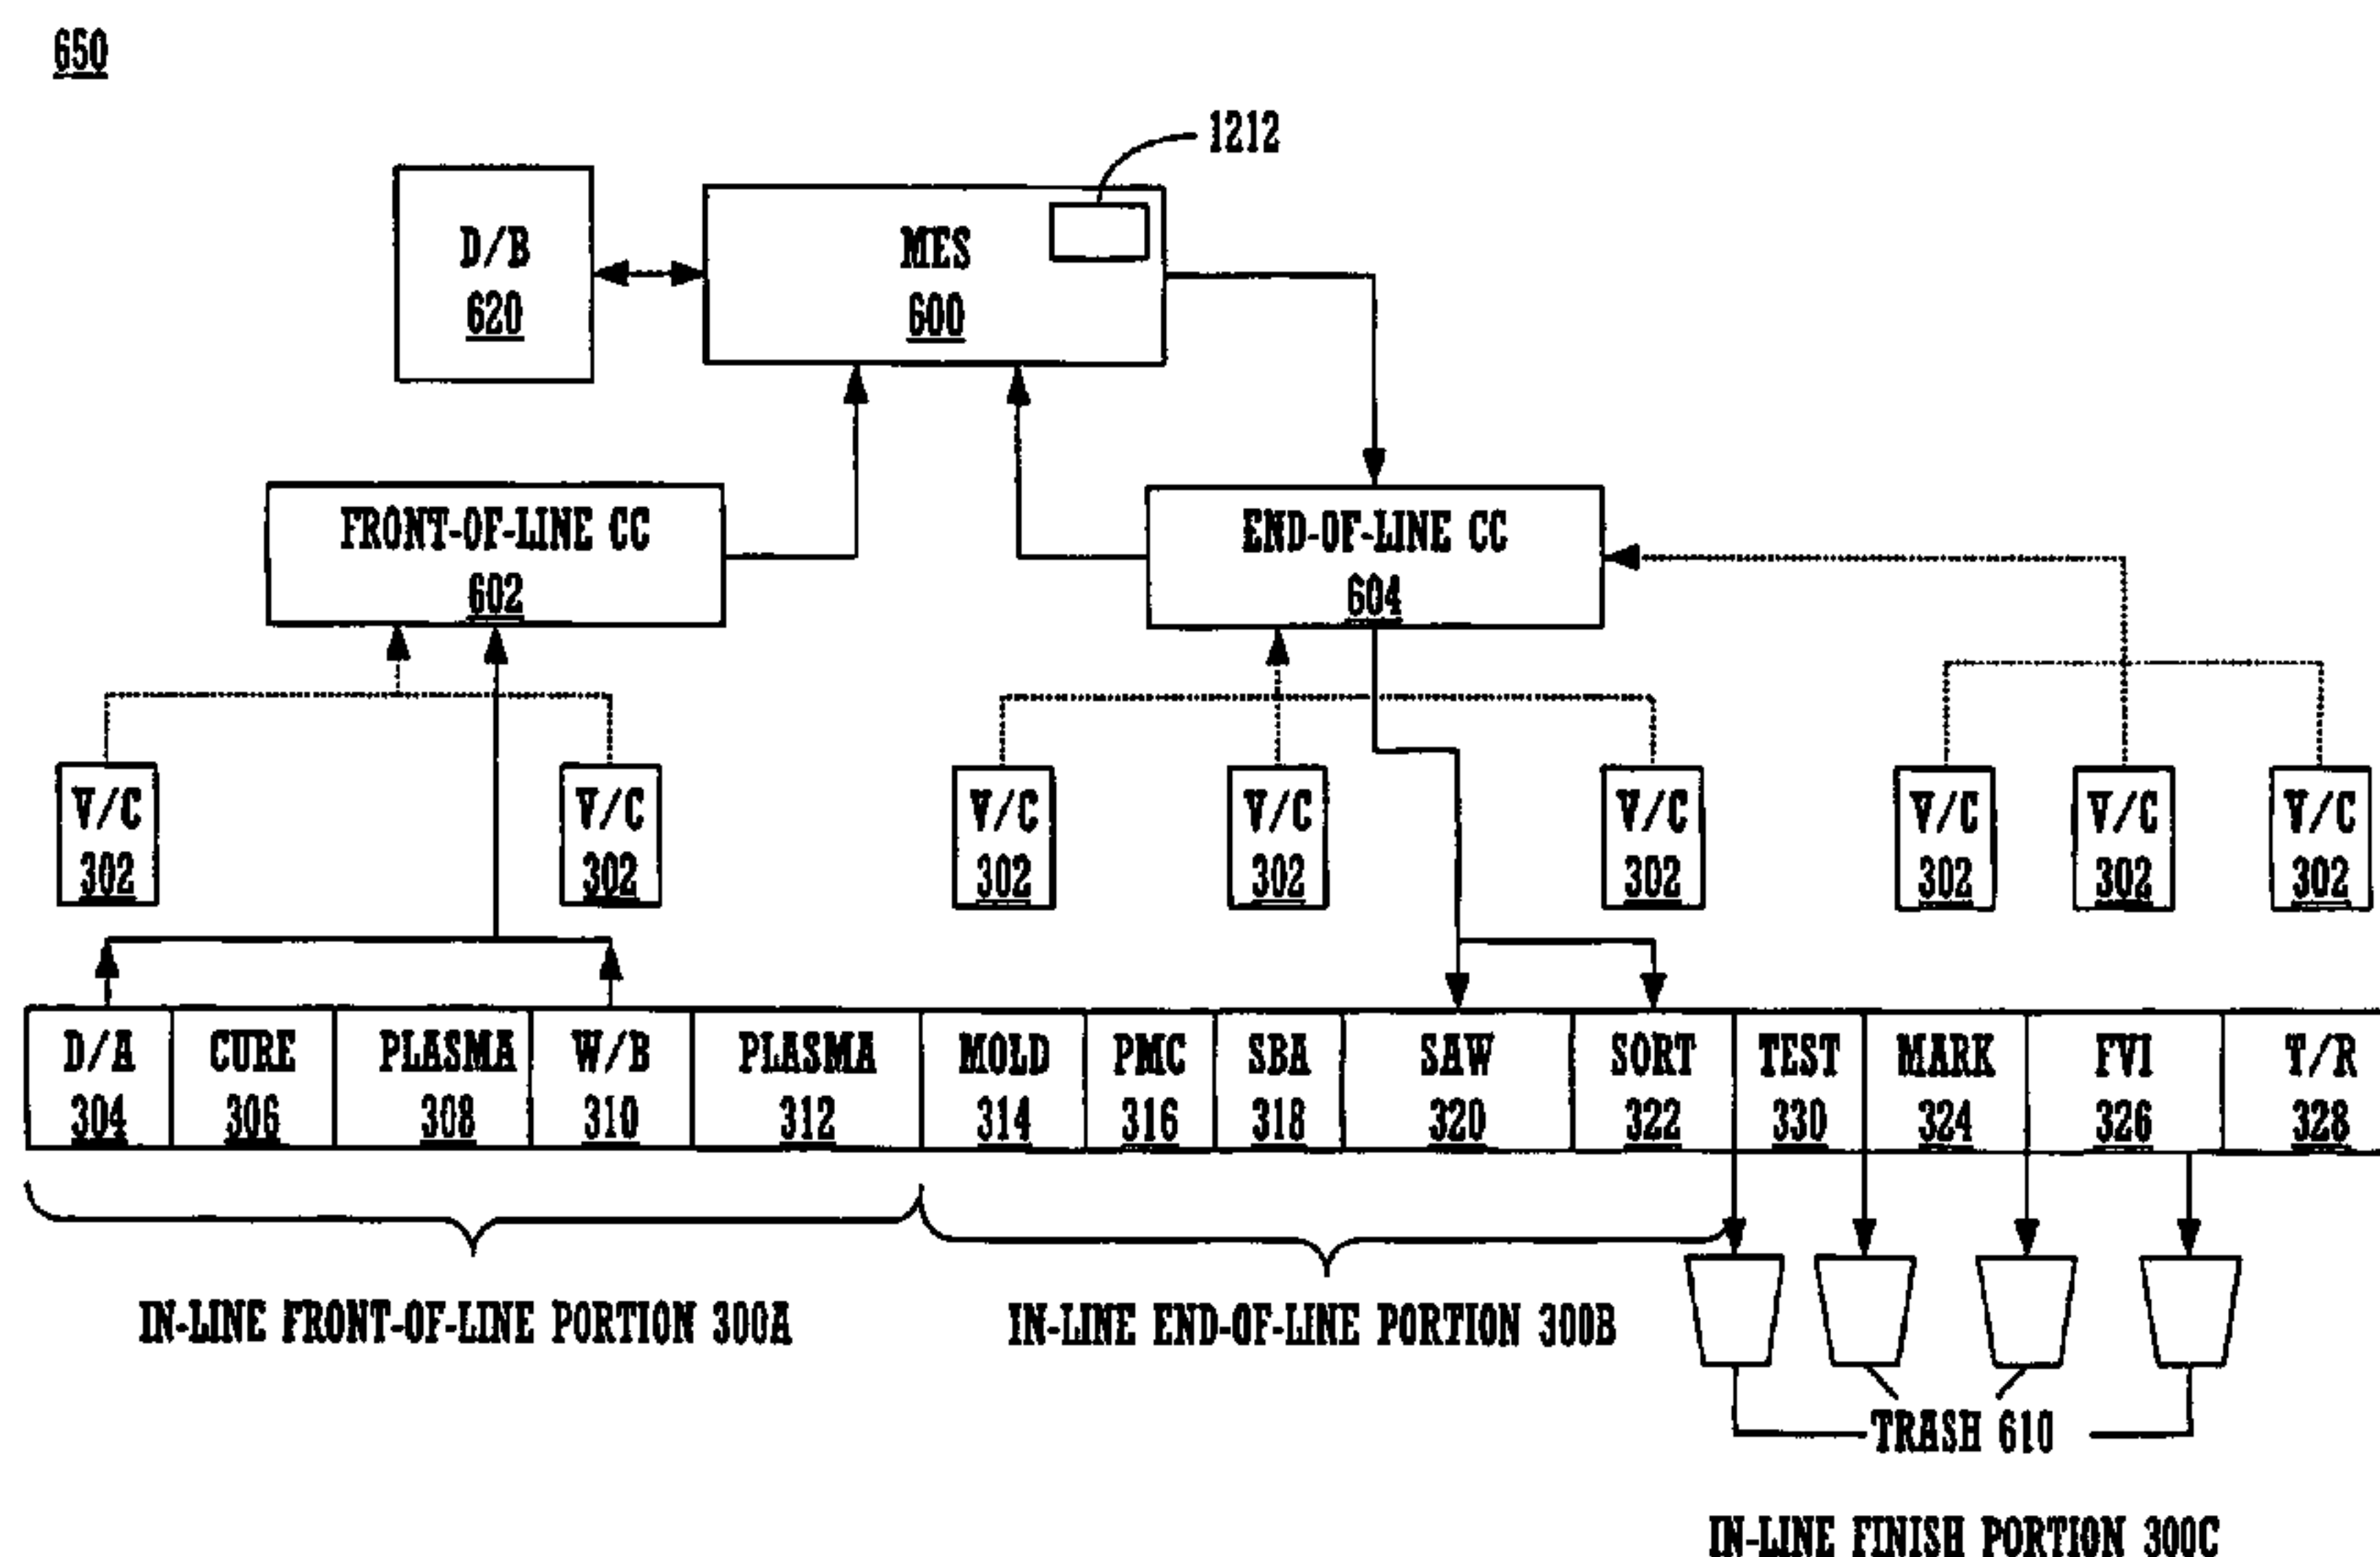 650
1212
D/B
620
MES
600
FRONT-OF-LINE CC
602
END-OF-LINE CC
604
V/C
302
V/C
302
V/C
302
V/C
302
V/C
302
V/C
302
V/C
302
V/C
302
D/A
304
CURE
306
PLASMA
308
W/B
310
PLASMA
312
MOLD
314
PMC
316
SBA
318
SAW
320
SORT
322
TEST
330
MARK
324
FVI
326
T/R
328
IN-LINE FRONT-OF-LINE PORTION 300A
IN-LINE END-OF-LINE PORTION 300B
TRASH 610
IN-LINE FINISH PORTION 300C